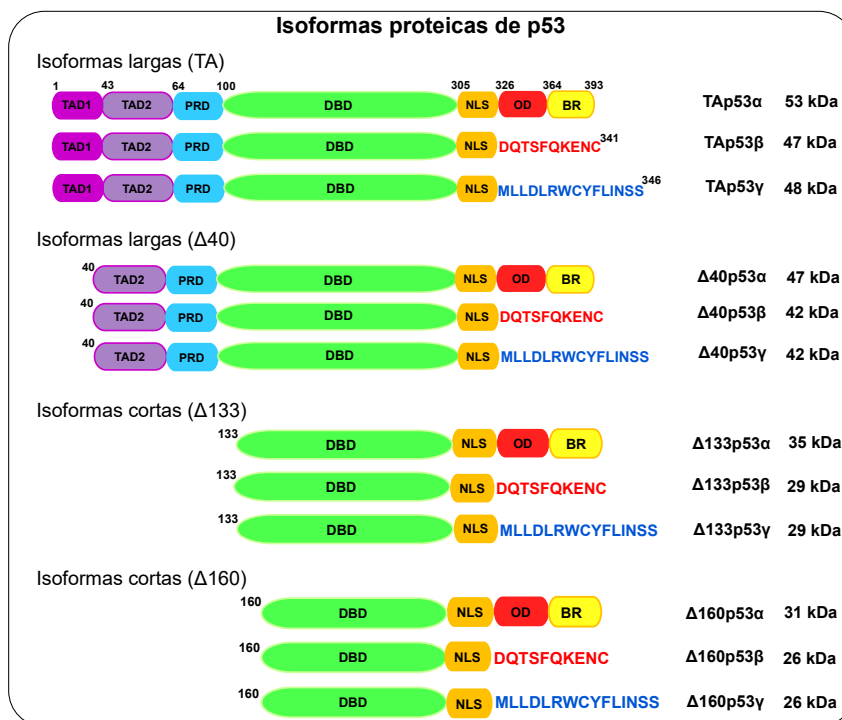 Isoformas proteicas de p53
Isoformas largas (TA)
1 43 64 100 305 326 364 393
TAD1 TAD2 PRD DBD NLS OD BR TAp53α 53 kDa
TAD1 TAD2 PRD DBD NLS DQTSFQKENC341 TAp53β 47 kDa
TAD1 TAD2 PRD DBD NLS MLLDLRWCYFLINSS346 TAp53γ 48 kDa
Isoformas largas (Δ40)
40 TAD2 PRD DBD NLS OD BR Δ40p53α 47 kDa
40 TAD2 PRD DBD NLS DQTSFQKENC Δ40p53β 42 kDa
40 TAD2 PRD DBD NLS MLLDLRWCYFLINSS Δ40p53γ 42 kDa
Isoformas cortas (Δ133)
133 DBD NLS OD BR Δ133p53α 35 kDa
133 DBD NLS DQTSFQKENC Δ133p53β 29 kDa
133 DBD NLS MLLDLRWCYFLINSS Δ133p53γ 29 kDa
Isoformas cortas (Δ160)
160 DBD NLS OD BR Δ160p53α 31 kDa
160 DBD NLS DQTSFQKENC Δ160p53β 26 kDa
160 DBD NLS MLLDLRWCYFLINSS Δ160p53γ 26 kDa